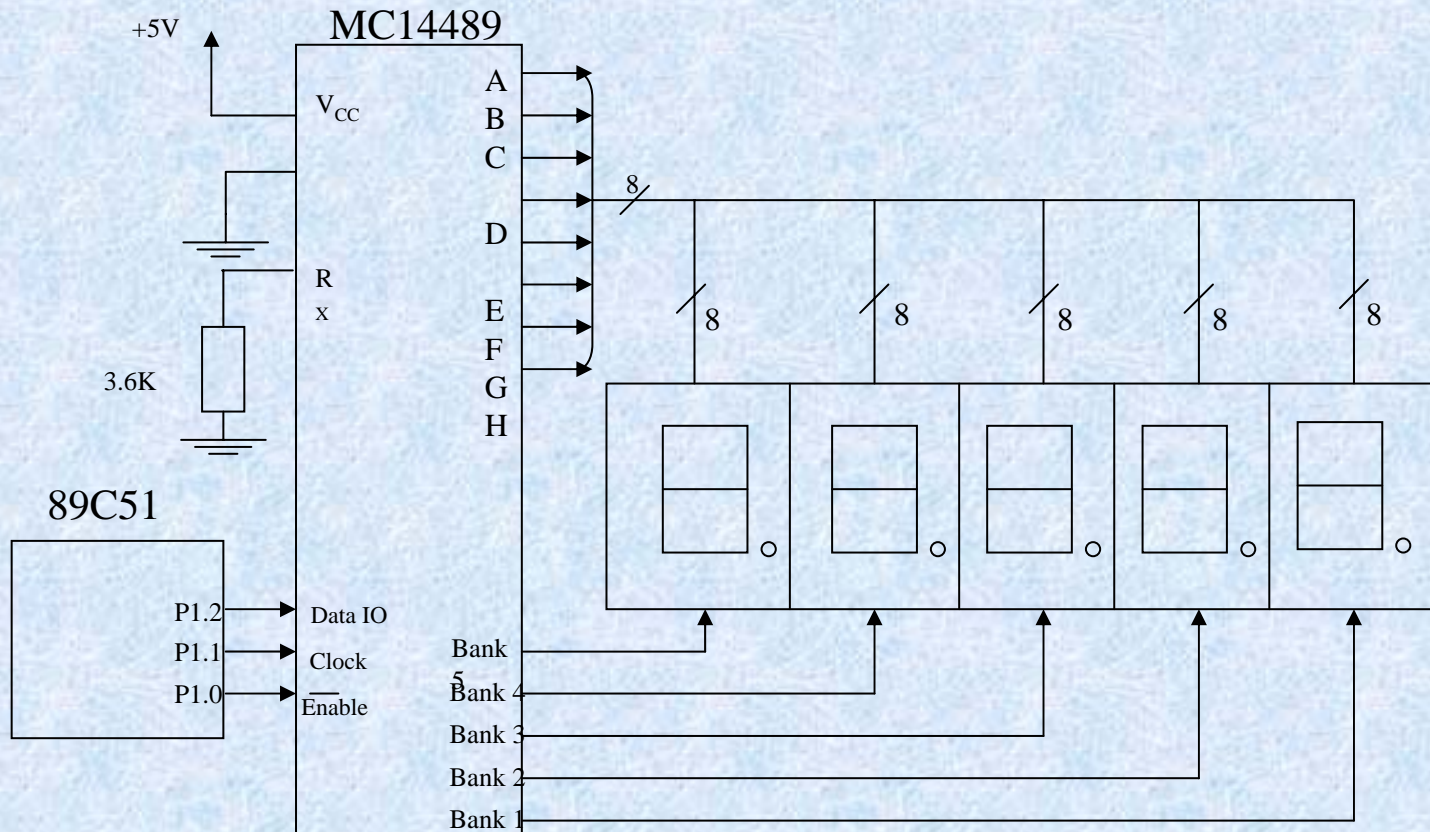 MC14489
+5V
V_CC
A
B
C
D
E
F
G
H
8
8
8
8
8
8
R
X
3.6K
89C51
P1.2
P1.1
P1.0
Data IO
Clock
Enable
Bank
5
Bank 4
Bank 3
Bank 2
Bank 1